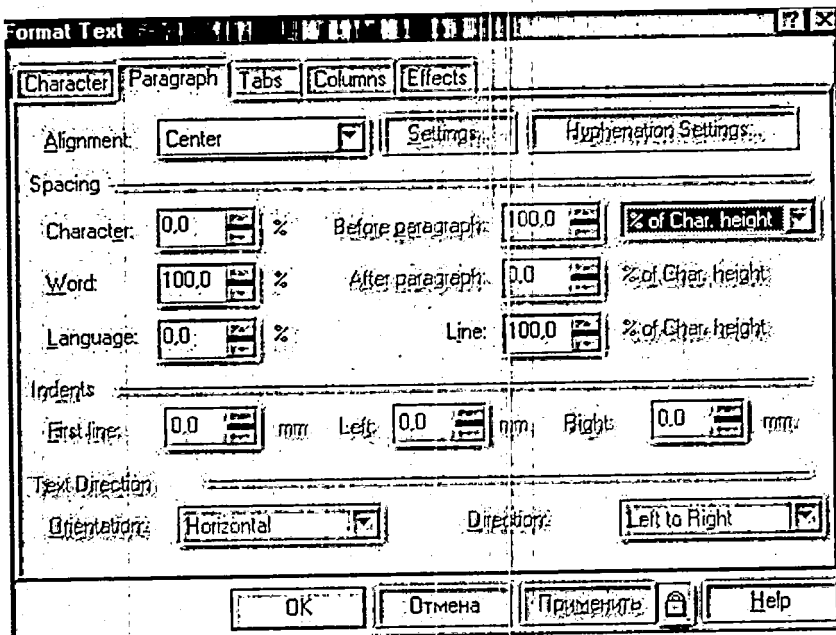 Format Text
Character Paragraph Tabs Columns Effects
Alignment: Center Settings... Hyphenation Settings...
Spacing
Character: 0,0 % Before paragraph: 100,0 % of Char. height
Word: 100,0 % After paragraph: 0,0 % of Char. height
Language: 0,0 % Line: 100,0 % of Char. height
Indents
First line: 0,0 mm Left: 0,0 mm Right: 0,0 mm
Text Direction
Orientation: Horizontal Direction: Left to Right
OK Отмена Применить Help